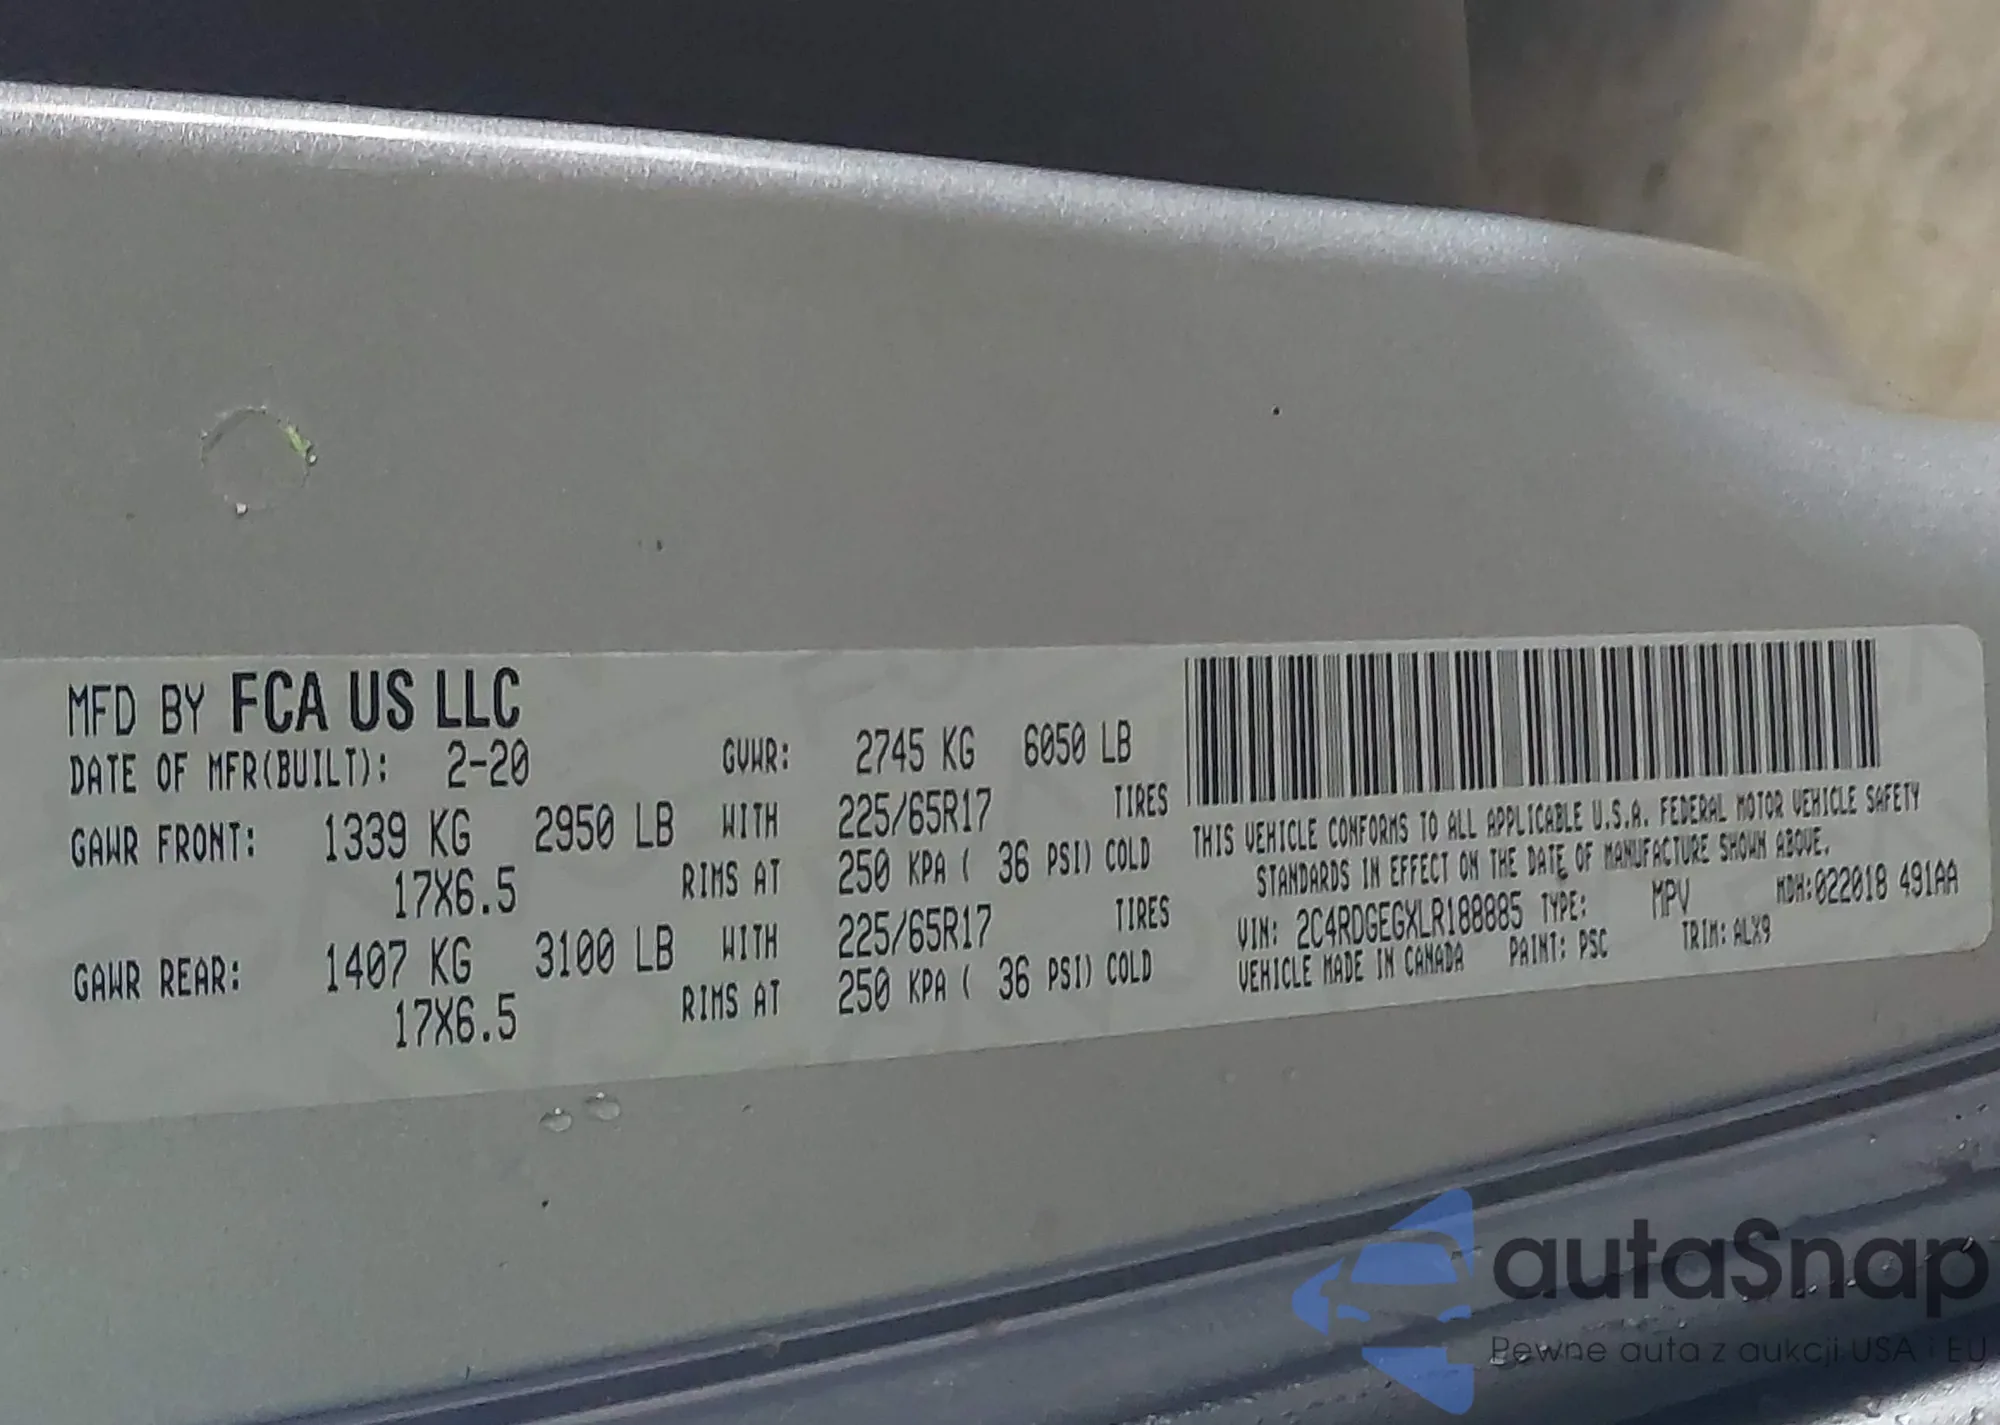 MFD BY FCA US LLC
DATE OF MFR(BUILT): 2-20 GVWR: 2745 KG 6050 LB
GAWR FRONT: 1339 KG 2950 LB WITH 225/65R17 TIRES
17X6.5 RIMS AT 250 KPA ( 36 PSI) COLD
GAWR REAR: 1407 KG 3100 LB WITH 225/65R17 TIRES
17X6.5 RIMS AT 250 KPA ( 36 PSI) COLD
THIS VEHICLE CONFORMS TO ALL APPLICABLE U.S.A. FEDERAL MOTOR VEHICLE SAFETY
STANDARDS IN EFFECT ON THE DATE OF MANUFACTURE SHOWN ABOVE.
VIN: 2C4RDGEGXLR188885 TYPE: MPV MDH:022018 491AA
VEHICLE MADE IN CANADA PAINT: PSC TRIM: ALX9
autaSnap
Pewne auta z aukcji USA i EU